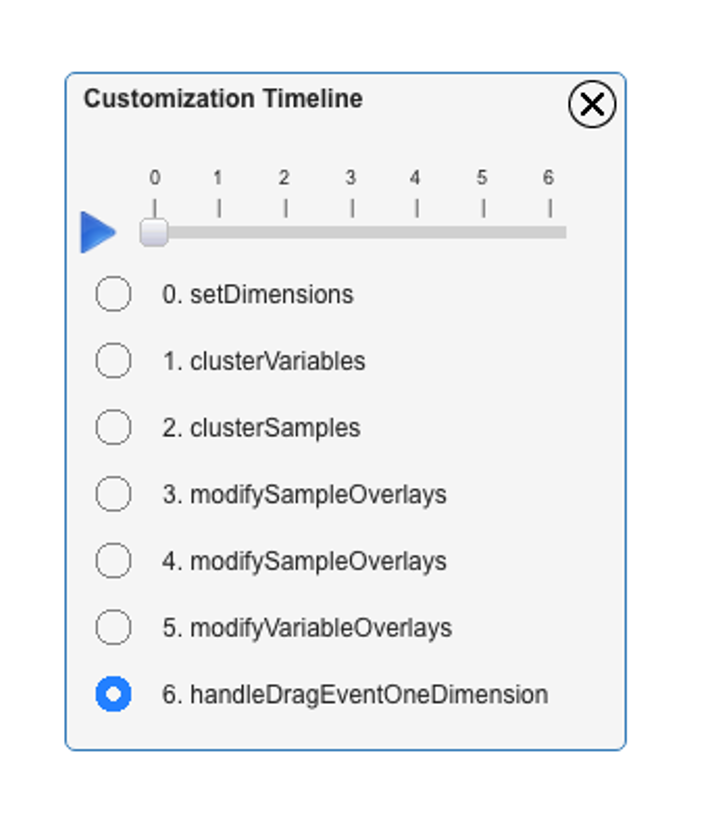 Customization Timeline
0 1 2 3 4 5 6
0. setDimensions
1. clusterVariables
2. clusterSamples
3. modifySampleOverlays
4. modifySampleOverlays
5. modifyVariableOverlays
6. handleDragEventOneDimension